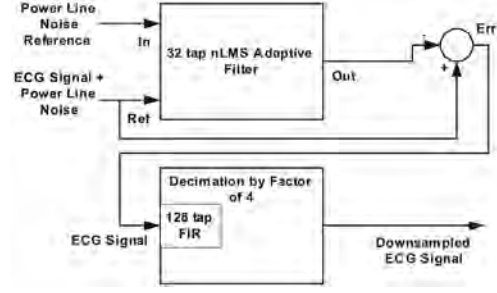 Power Line
Noise
Reference
In
32 tap nLMS Adaptive
Filter
Err
-
+
Out
ECG Signal +
Power Line
Noise
Ref
Decimation by Factor
of 4
128 tap
FIR
ECG Signal
Downsampled
ECG Signal